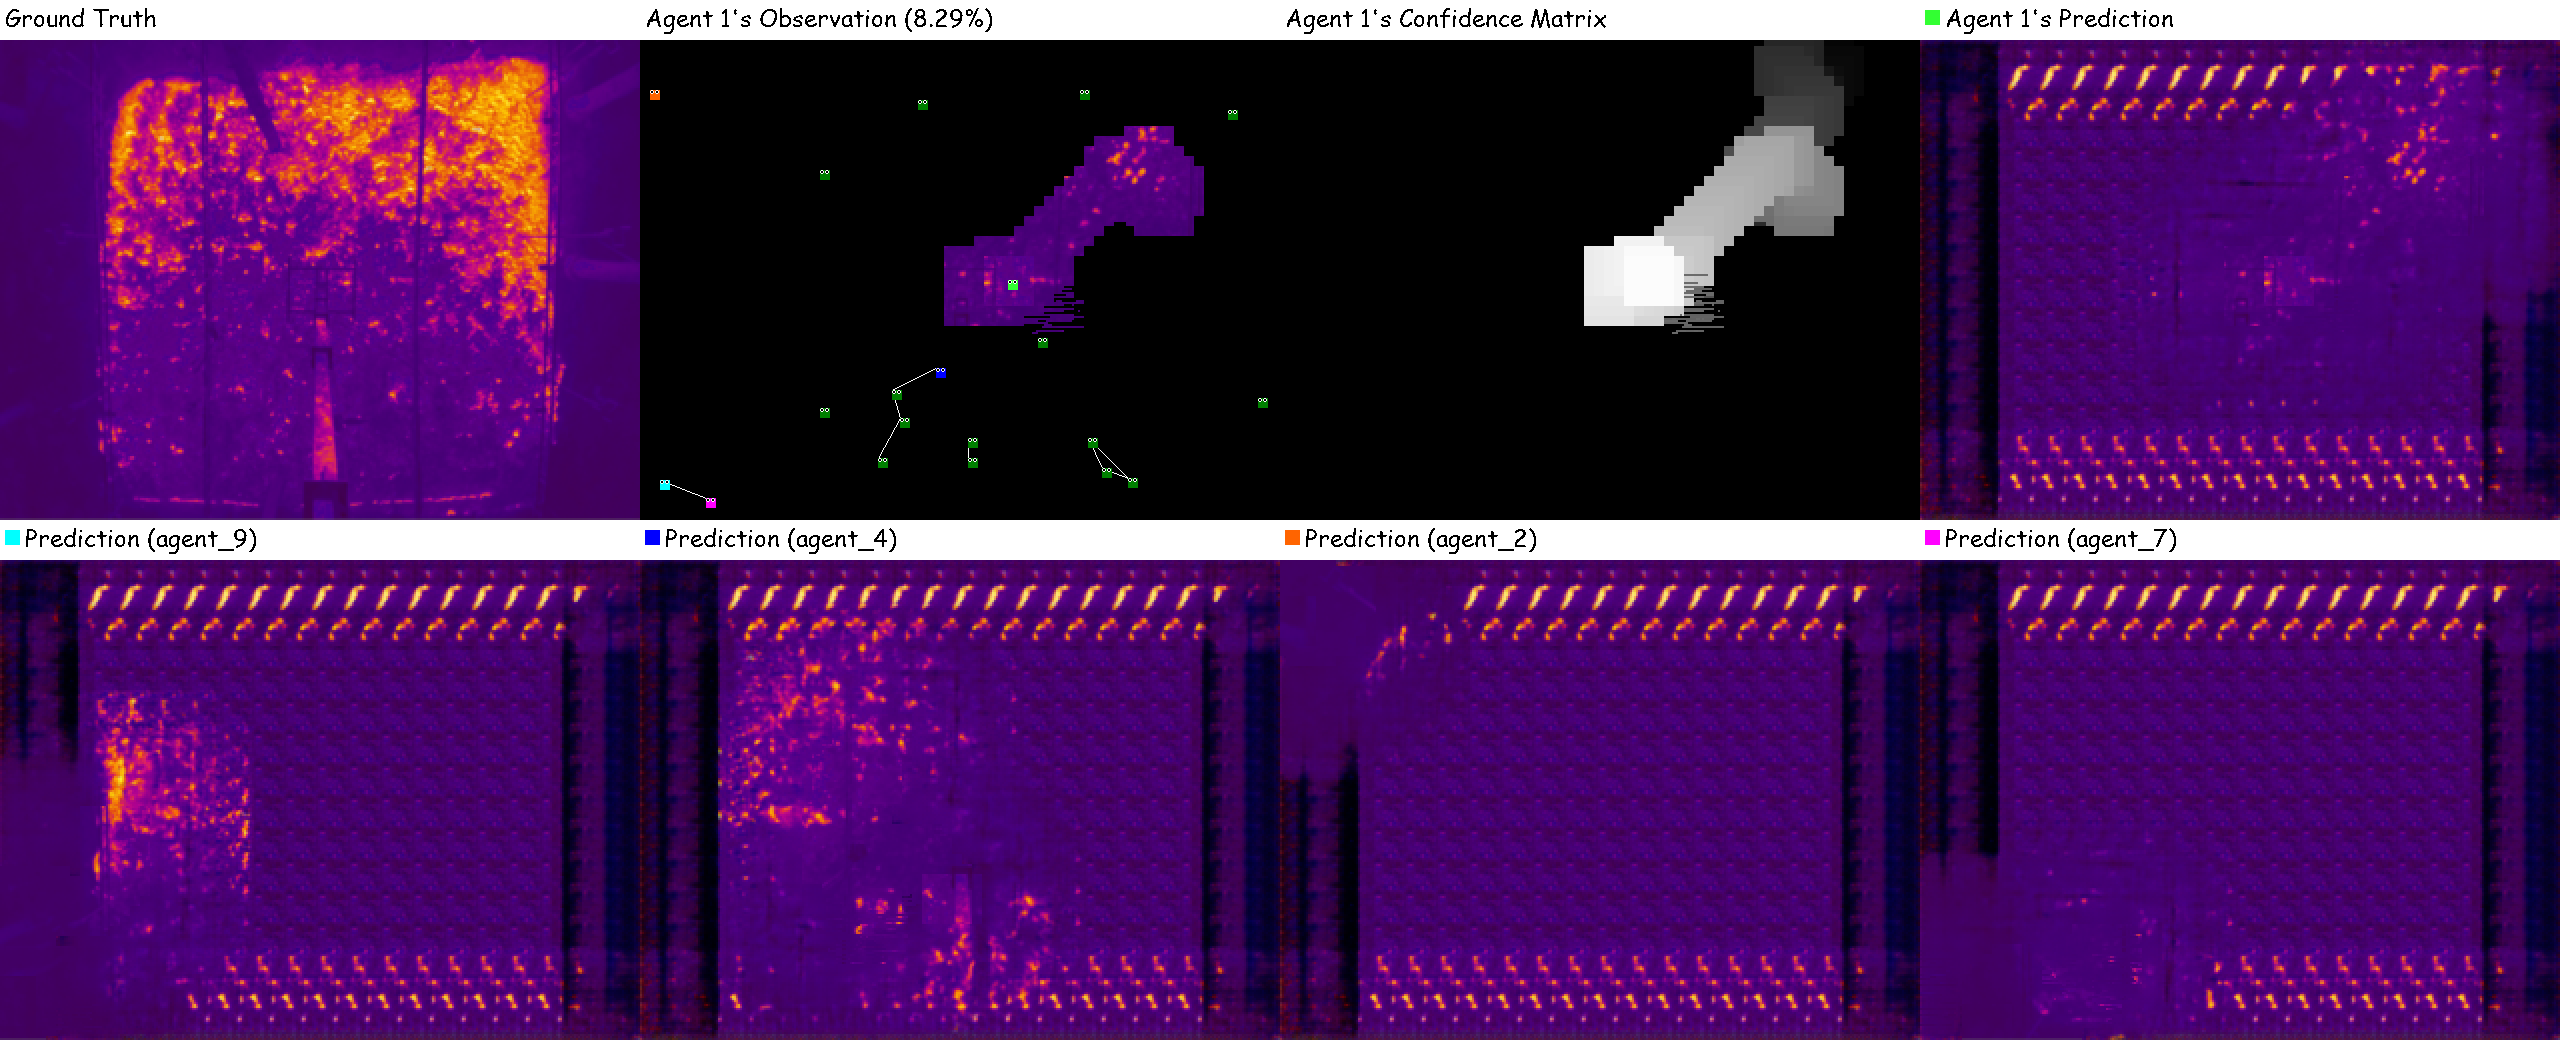 Ground Truth
Agent 1's Observation (8.29%)
Agent 1's Confidence Matrix
Agent 1's Prediction
Prediction (agent_9)
Prediction (agent_4)
Prediction (agent_2)
Prediction (agent_7)